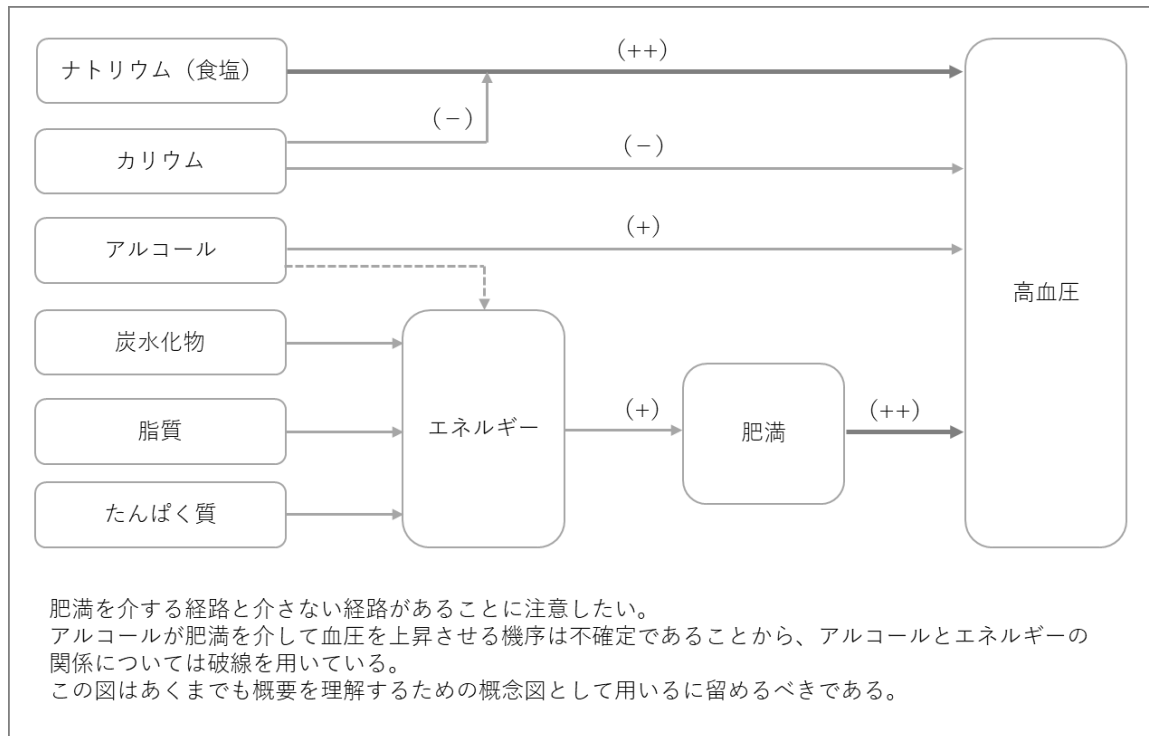 ナトリウム（食塩）
（++）
（−）
カリウム
（−）
アルコール
（+）
炭水化物
脂質
たんぱく質
エネルギー
（+）
肥満
（++）
高血圧
肥満を介する経路と介さない経路があることに注意したい。
アルコールが肥満を介して血圧を上昇させる機序は不確定であることから、アルコールとエネルギーの
関係については破線を用いている。
この図はあくまでも概要を理解するための概念図として用いるに留めるべきである。